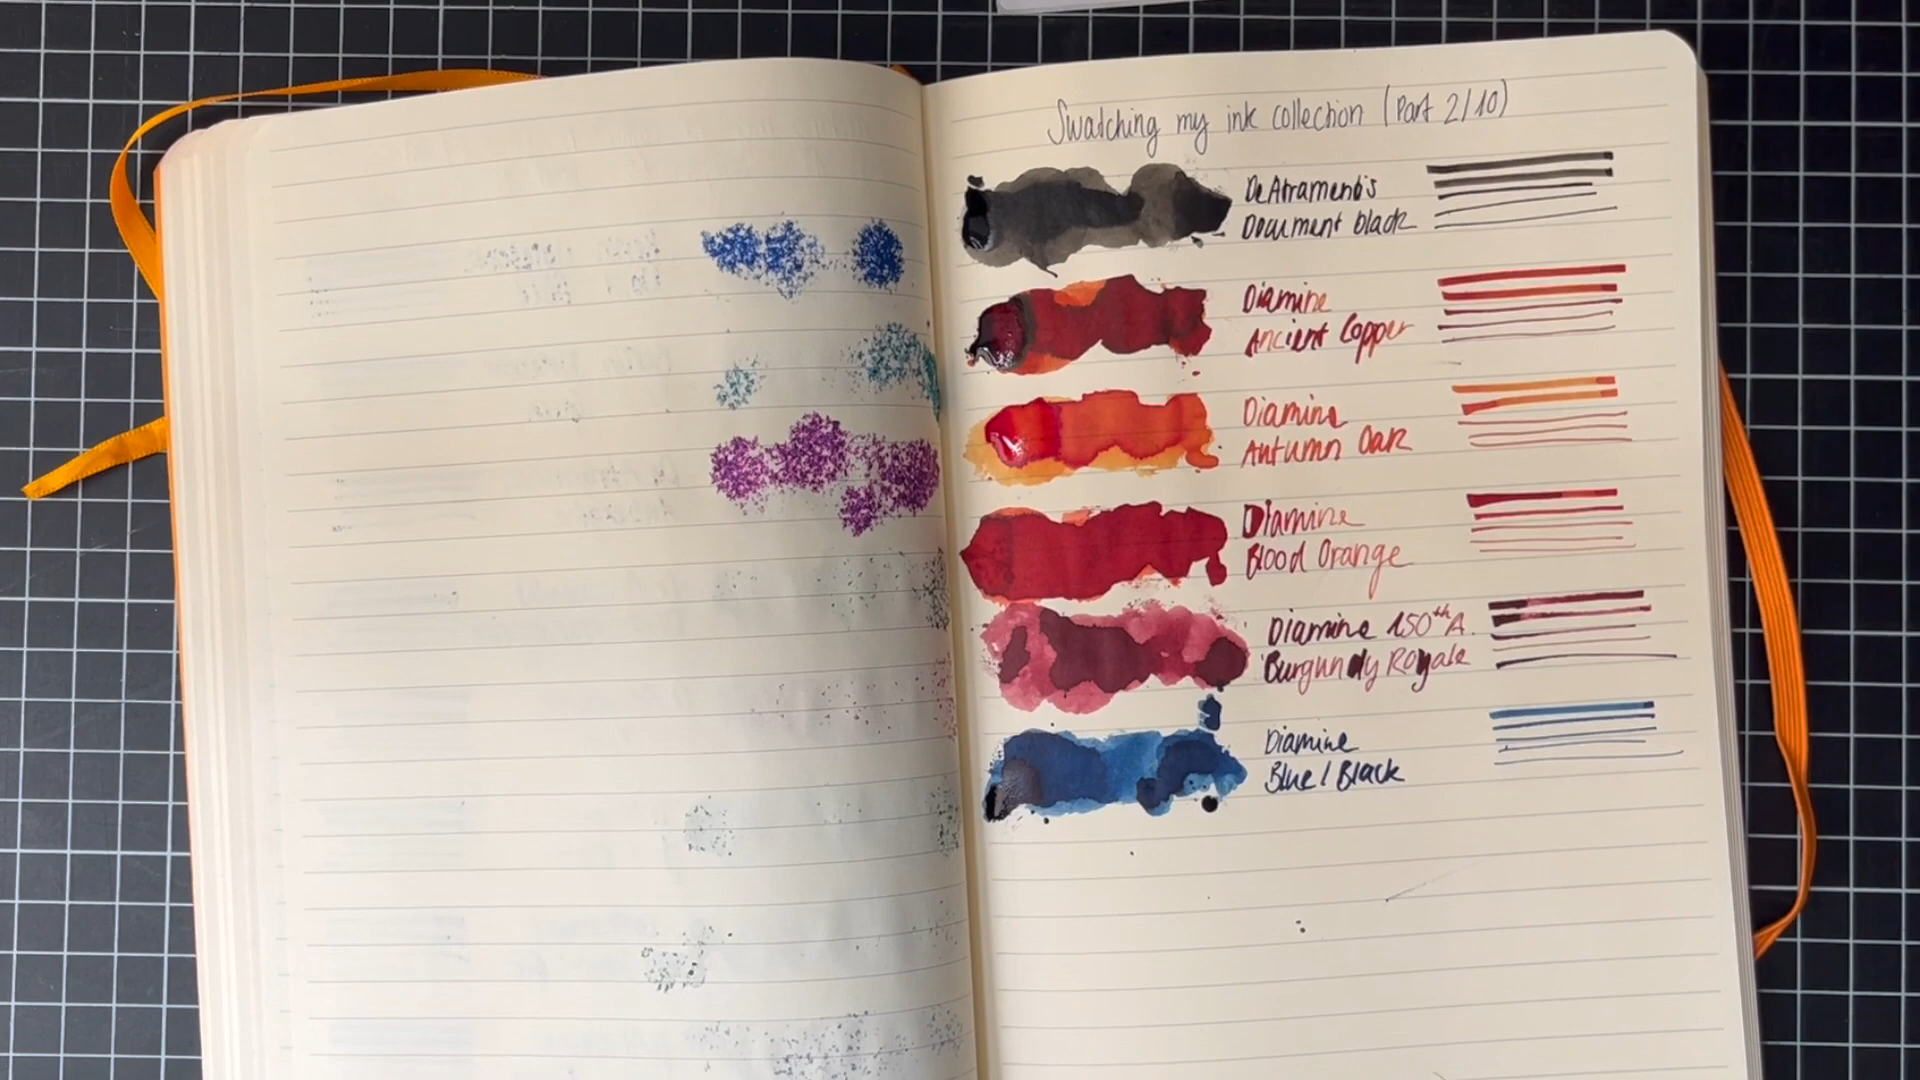 Swatching my ink collection (Part 2/10)
DeAtramentis
Document black
Diamine
Ancient Copper
Diamine
Autumn Oak
Diamine
Blood Orange
Diamine 150th A.
Burgundy Royale
Diamine
Blue/Black